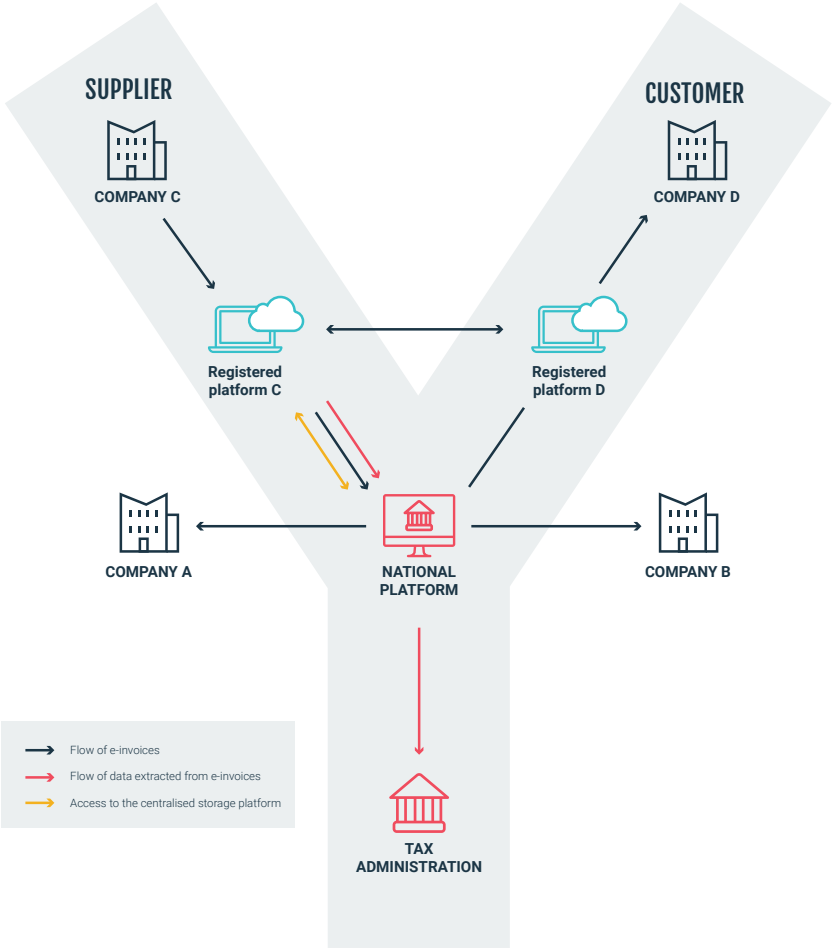 SUPPLIER
CUSTOMER
COMPANY C
COMPANY D
Registered
platform C
Registered
platform D
COMPANY A
NATIONAL
PLATFORM
COMPANY B
Flow of e-invoices
Flow of data extracted from e-invoices
Access to the centralised storage platform
TAX
ADMINISTRATION